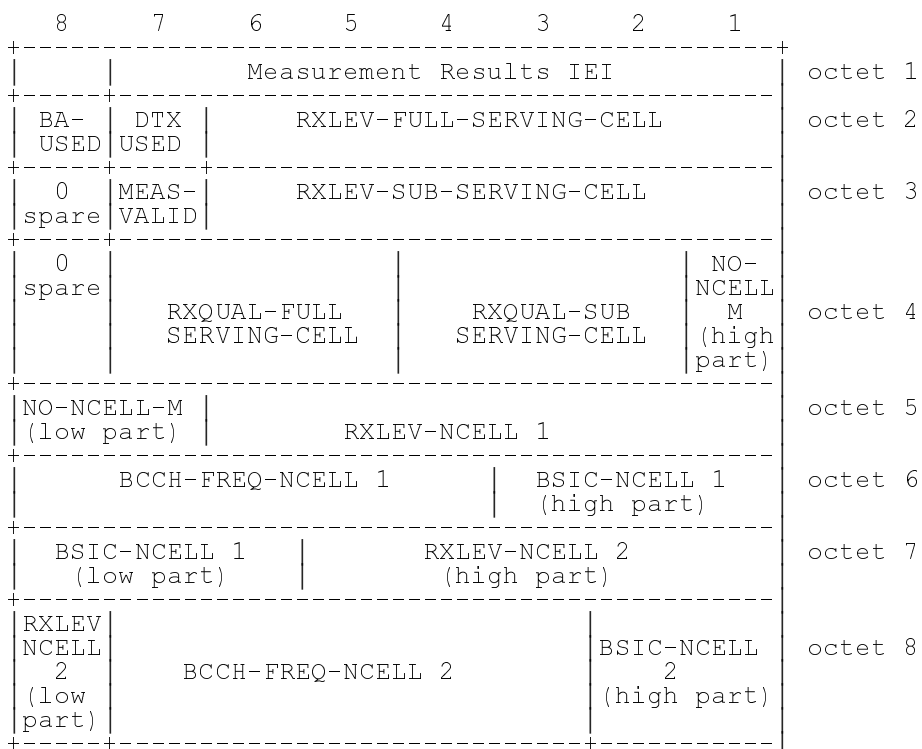 8 7 6 5 4 3 2 1
Measurement Results IEI octet 1
BA- DTX RXLEV-FULL-SERVING-CELL octet 2
USED USED
0 MEAS- RXLEV-SUB-SERVING-CELL octet 3
spare VALID
0 NO-
spare NCELL
RXQUAL-FULL RXQUAL-SUB M octet 4
SERVING-CELL SERVING-CELL (high
part)
NO-NCELL-M octet 5
(low part) RXLEV-NCELL 1
BCCH-FREQ-NCELL 1 BSIC-NCELL 1 octet 6
(high part)
BSIC-NCELL 1 RXLEV-NCELL 2 octet 7
(low part) (high part)
RXLEV
NCELL BSIC-NCELL octet 8
2 BCCH-FREQ-NCELL 2 2
(low (high part)
part)